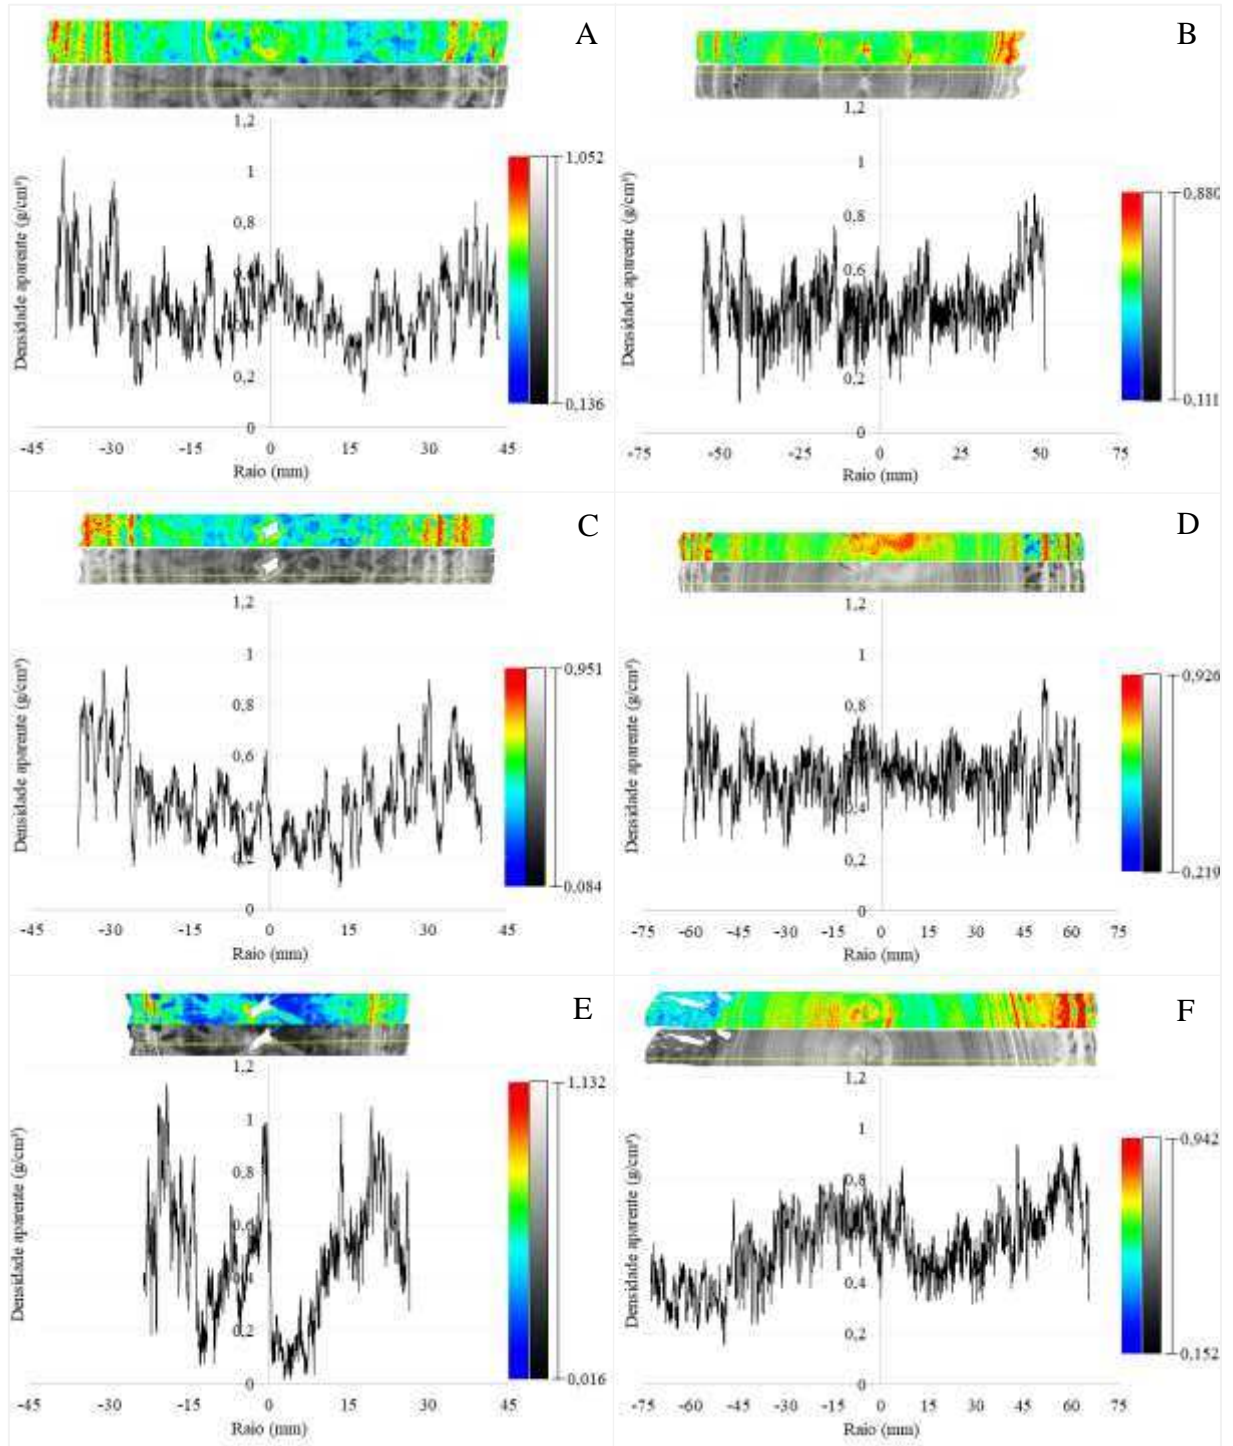 A
1,2
1
0,8
0,6
0,4
0,2
0
Densidade aparente (g/cm³)
-45 -30 -15 0 15 30 45
Raio (mm)
1,052
0,136
B
1,2
1
0,8
0,6
0,2
0
Densidade aparente (g/cm³)
-75 -50 -25 0 25 50 75
Raio (mm)
0,880
0,111
C
1,2
1
0,8
0,6
0,2
0
Densidade aparente (g/cm³)
-45 -30 -15 0 15 30 45
Raio (mm)
0,951
0,084
D
1,2
1
0,8
0,4
0,2
0
Densidade aparente (g/cm³)
-75 -60 -45 -30 -15 0 15 30 45 60 75
Raio (mm)
0,926
0,219
E
1,2
1
0,8
0,6
0,4
0,2
0
Densidade aparente (g/cm³)
-45 -30 -15 0 15 30 45
Raio (mm)
1,132
0,016
F
1,2
1
0,8
0,4
0,2
0
Densidade aparente (g/cm³)
-75 -60 -45 -30 -15 0 15 30 45 60 75
Raio (mm)
0,942
0,152